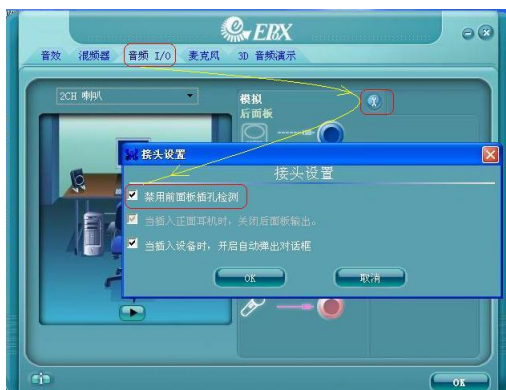 EBX
音效 混频器 音频 I/O 麦克风 3D 音频演示
2CH 喇叭
模拟
后面板
接头设置
接头设置
禁用前面板插孔检测
当插入正面耳机时，关闭后面板输出。
当插入设备时，开启自动弹出对话框
OK
取消
i
OK